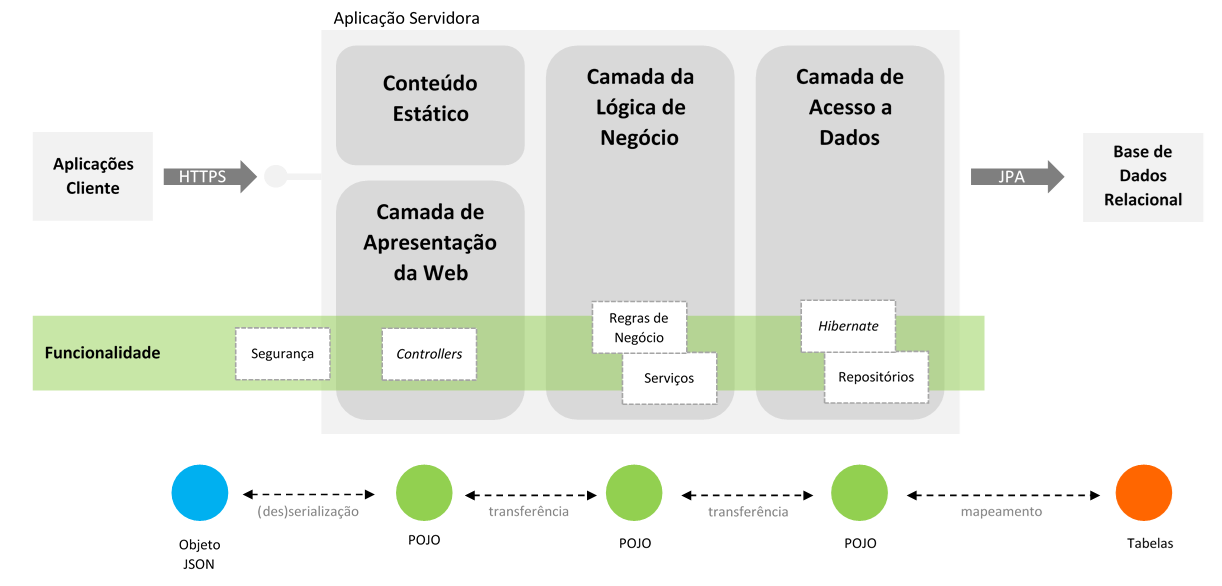 Aplicação Servidora
Conteúdo
Estático
Camada da
Lógica de
Negócio
Camada de
Acesso a
Dados
Aplicações
Cliente
HTTPS
JPA
Base de
Dados
Relacional
Camada de
Apresentação
da Web
Funcionalidade
Segurança
Controllers
Regras de
Negócio
Serviços
Hibernate
Repositórios
(des)serialização
transferência
transferência
mapeamento
Objeto
JSON
POJO
POJO
POJO
Tabelas